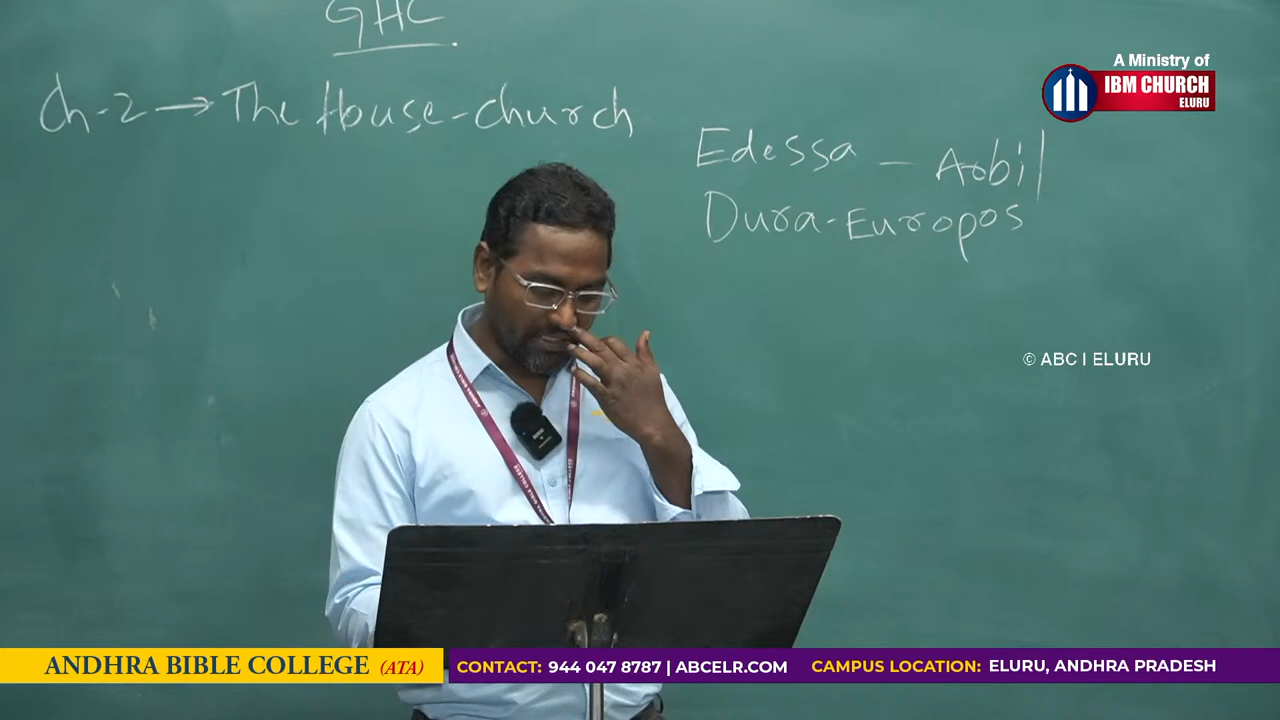 GHC
Ch-2 → The House-church
Edessa - Arbil
Dura-Europos
A Ministry of
IBM CHURCH
ELURU
© ABC I ELURU
ANDHRA BIBLE COLLEGE (ATA)
CONTACT: 944 047 8787 | ABCELR.COM
CAMPUS LOCATION: ELURU, ANDHRA PRADESH